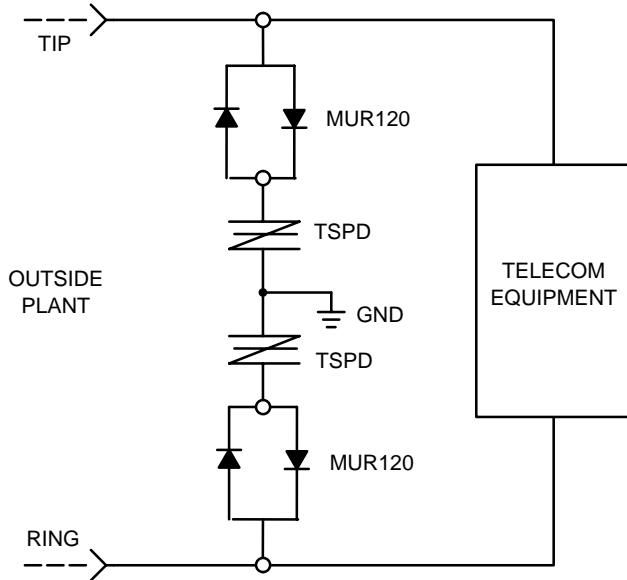 TIP
MUR120
TSPD
OUTSIDE
PLANT
TELECOM
EQUIPMENT
GND
TSPD
MUR120
RING